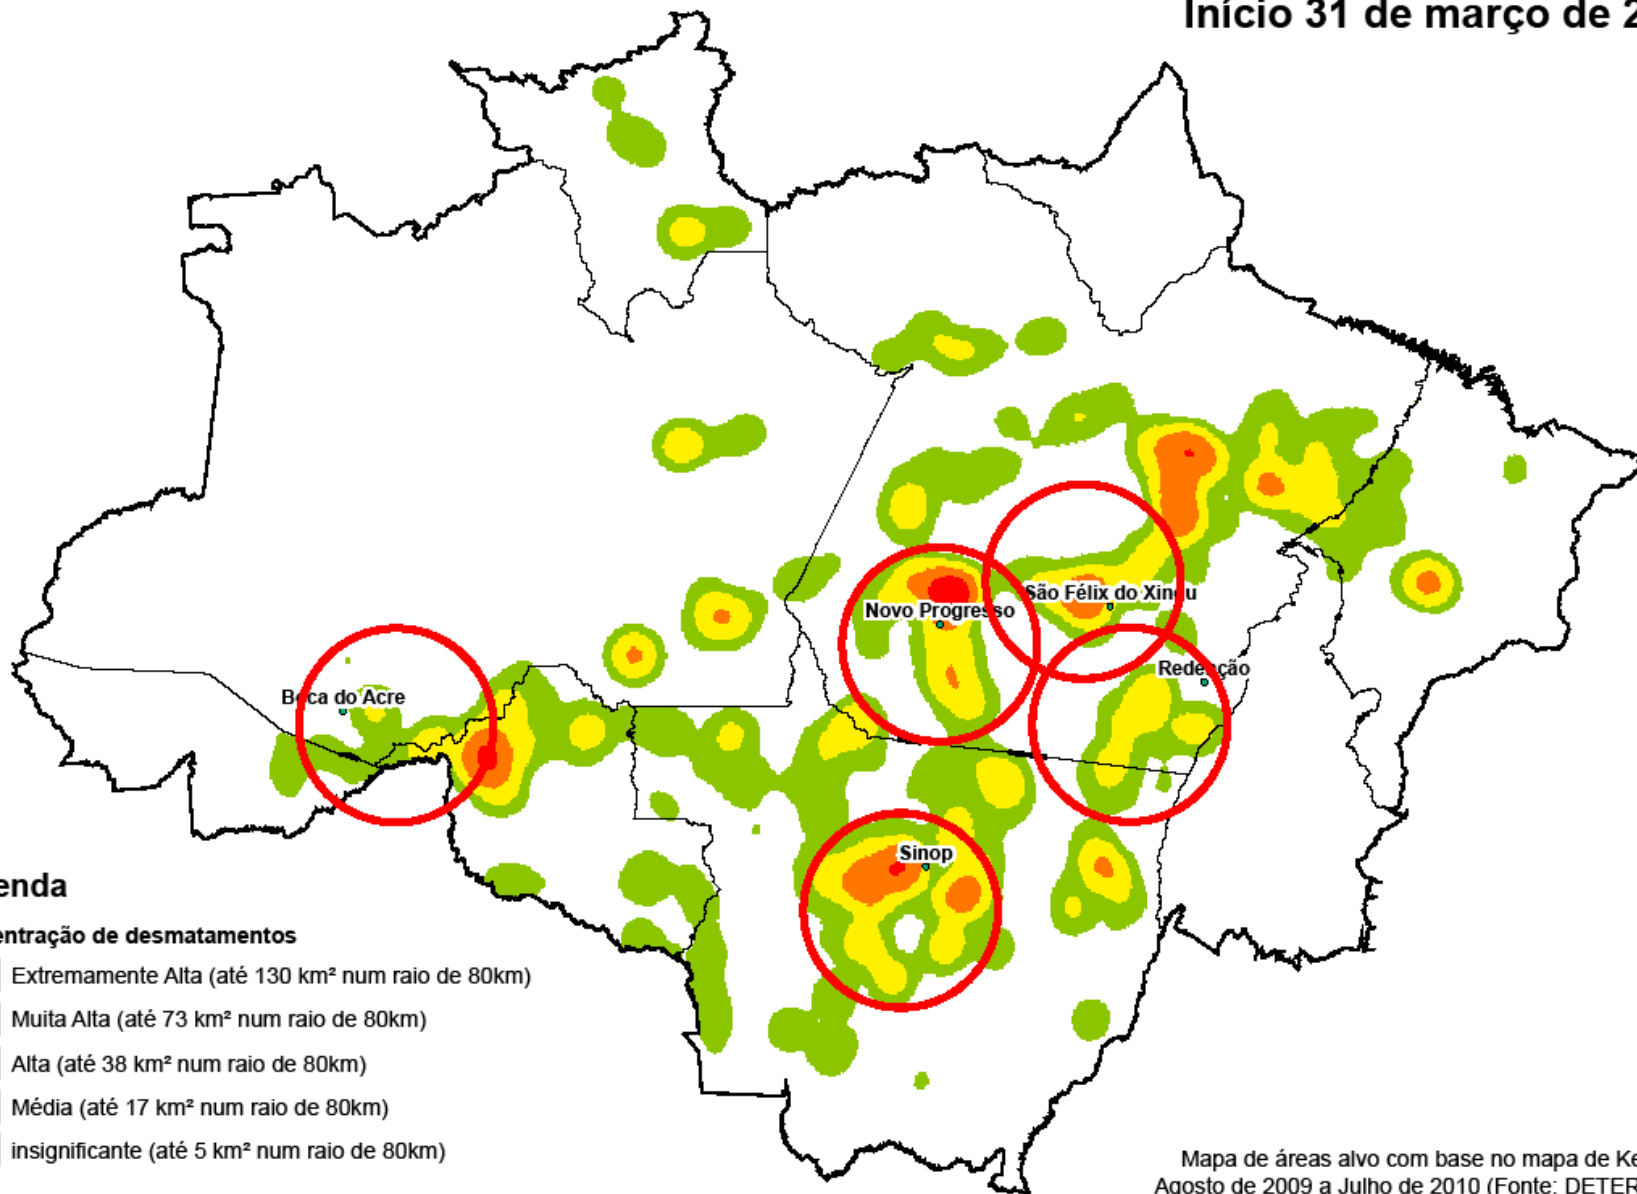 Início 31 de março de 2
Novo Progresso
São Félix do Xingu
Redenção
Boca do Acre
Sinop
enda
entração de desmatamentos
Extremamente Alta (até 130 km² num raio de 80km)
Muita Alta (até 73 km² num raio de 80km)
Alta (até 38 km² num raio de 80km)
Média (até 17 km² num raio de 80km)
insignificante (até 5 km² num raio de 80km)
Mapa de áreas alvo com base no mapa de Ke
Agosto de 2009 a Julho de 2010 (Fonte: DETER